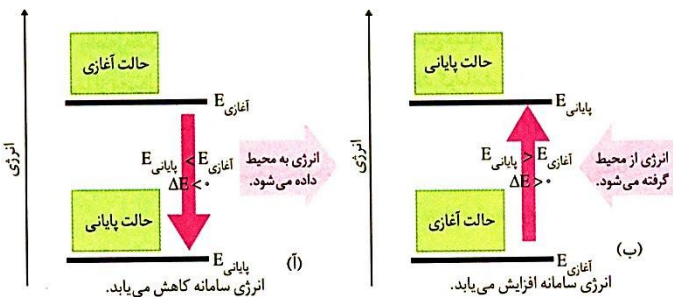 انرژی
حالت آغازی
E آغازی
E پایانی < E آغازی
ΔE < ۰
انرژی به محیط
داده می‌شود.
حالت پایانی
E پایانی
(آ)
انرژی سامانه کاهش می‌یابد.
انرژی
حالت پایانی
E پایانی
E پایانی > E آغازی
ΔE > ۰
انرژی از محیط
گرفته می‌شود.
حالت آغازی
E آغازی
(ب)
انرژی سامانه افزایش می‌یابد.